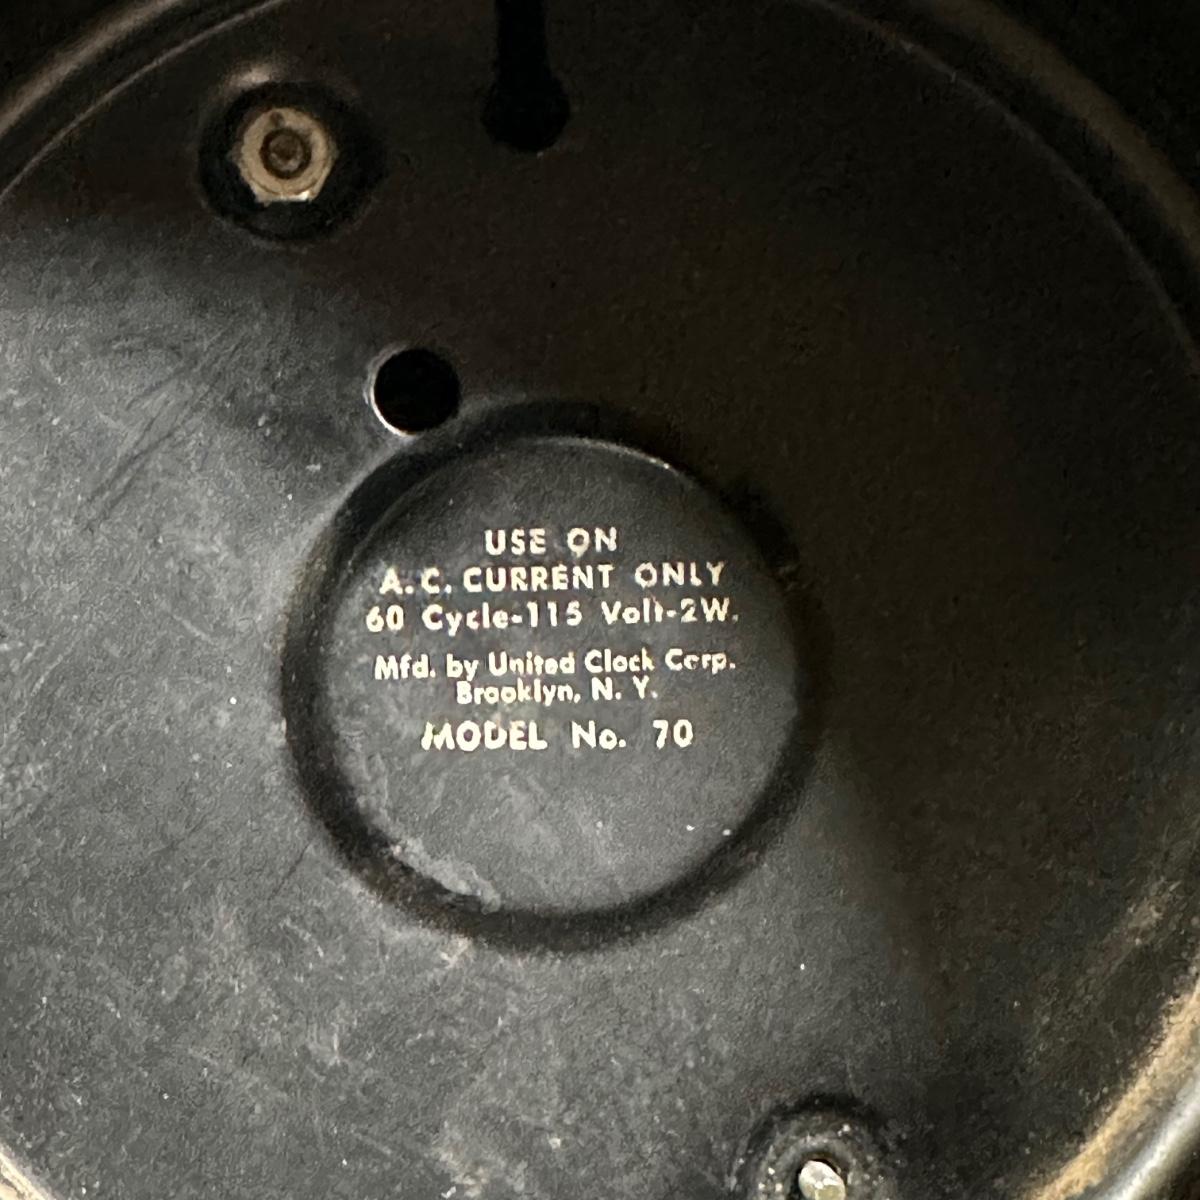 USE ON
A.C. CURRENT ONLY
60 Cycle-115 Volt-2W.
Mfd. by United Clock Corp.
Brooklyn, N. Y.
MODEL No. 70